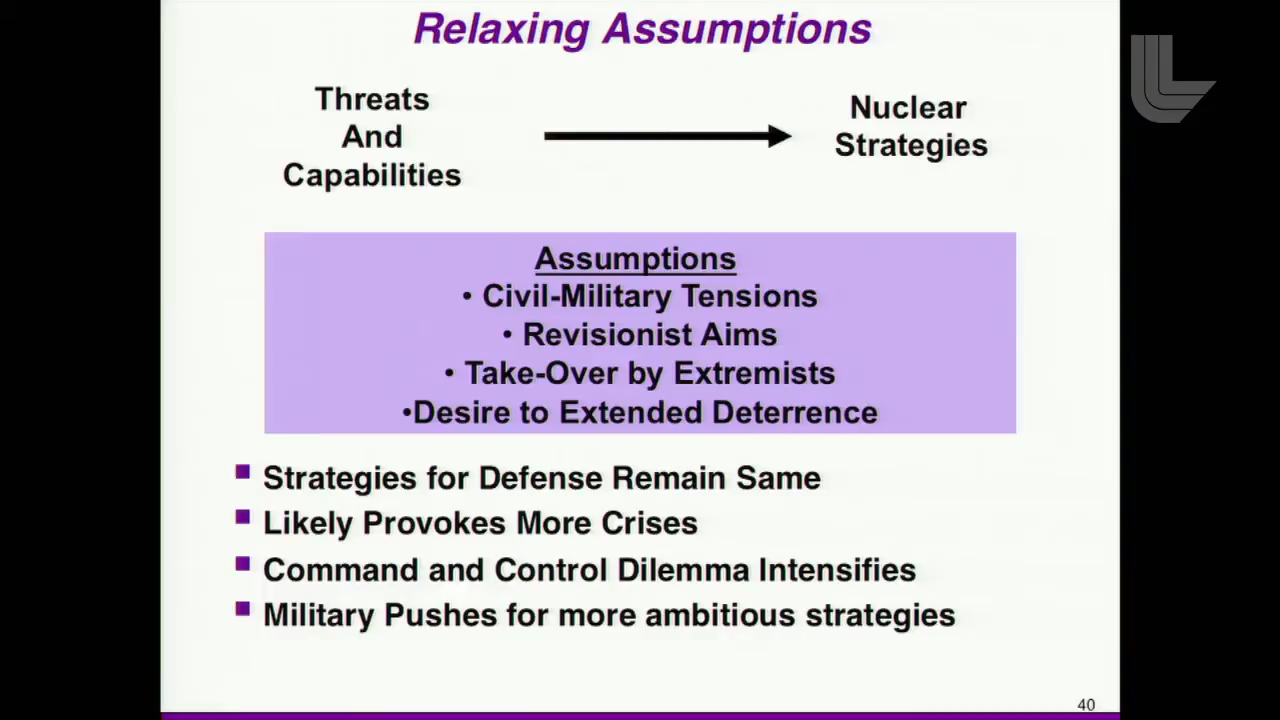 Relaxing Assumptions
Threats
And
Capabilities
Nuclear
Strategies
Assumptions
• Civil-Military Tensions
• Revisionist Aims
• Take-Over by Extremists
•Desire to Extended Deterrence
Strategies for Defense Remain Same
Likely Provokes More Crises
Command and Control Dilemma Intensifies
Military Pushes for more ambitious strategies
40